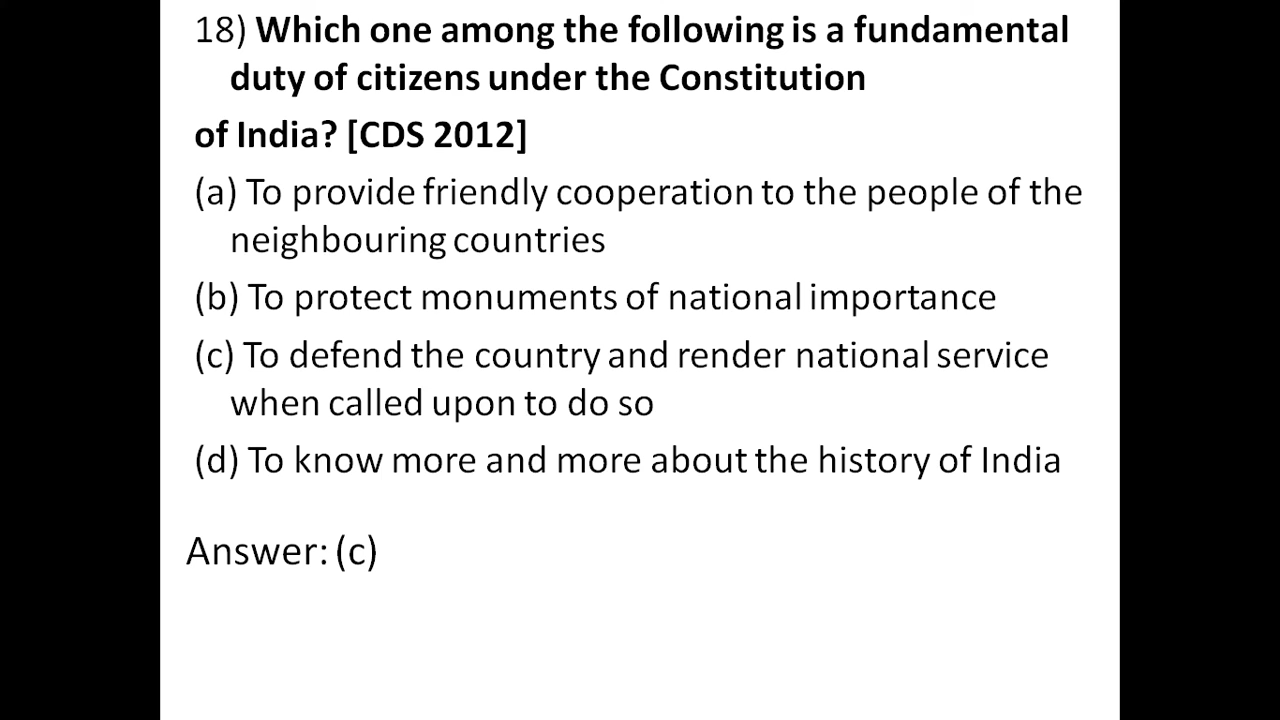 18) Which one among the following is a fundamental
duty of citizens under the Constitution
of India? [CDS 2012]
(a) To provide friendly cooperation to the people of the
neighbouring countries
(b) To protect monuments of national importance
(c) To defend the country and render national service
when called upon to do so
(d) To know more and more about the history of India
Answer: (c)